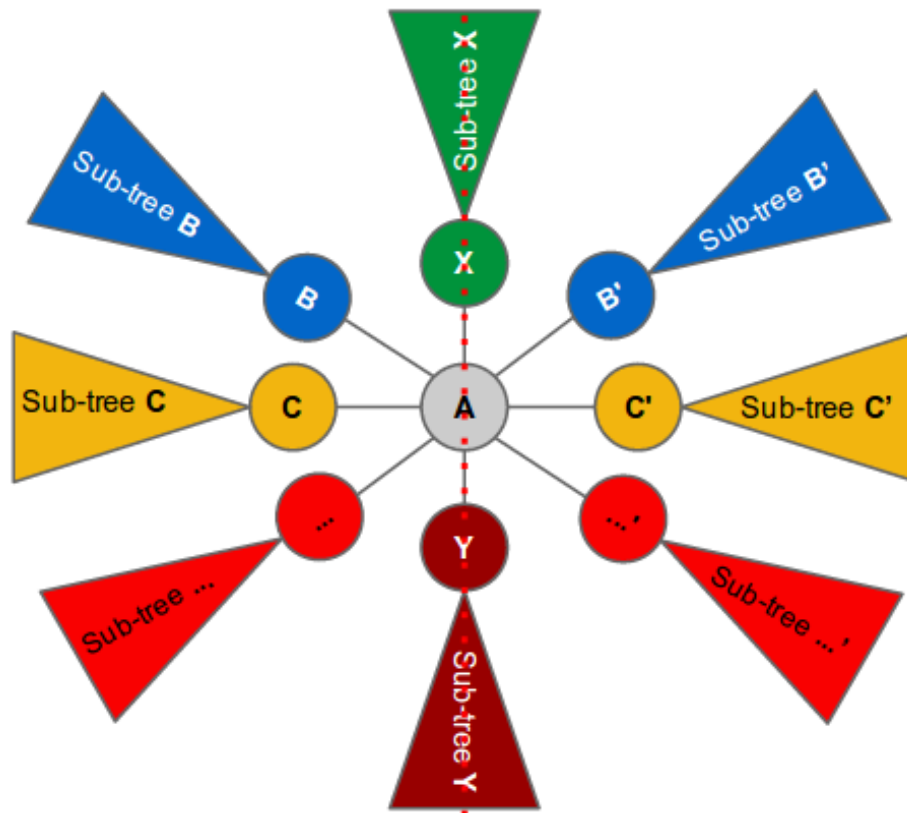 Sub-tree X
Sub-tree B
Sub-tree B'
X
B
B'
Sub-tree C
C
A
C'
Sub-tree C’
...
...’
Y
Sub-tree ...
Sub-tree ...’
Sub-tree Y